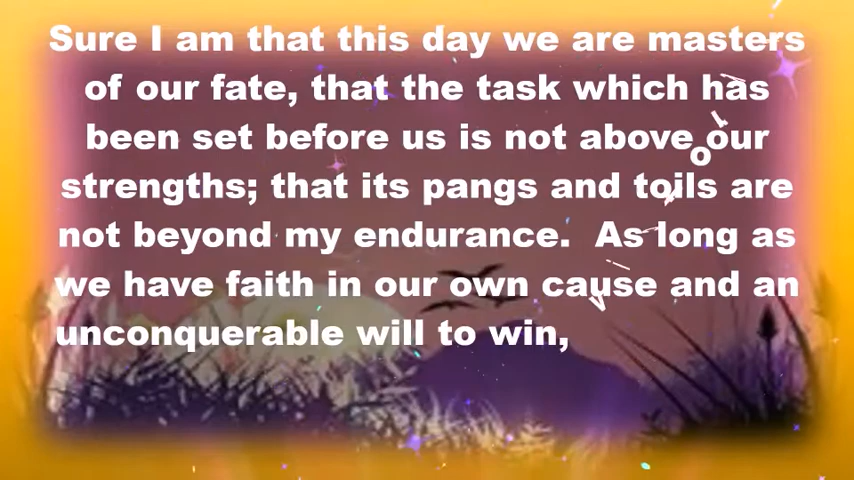 Sure I am that this day we are masters
of our fate, that the task which has
been set before us is not above our
strengths; that its pangs and toils are
not beyond my endurance.  As long as
we have faith in our own cause and an
unconquerable will to win,